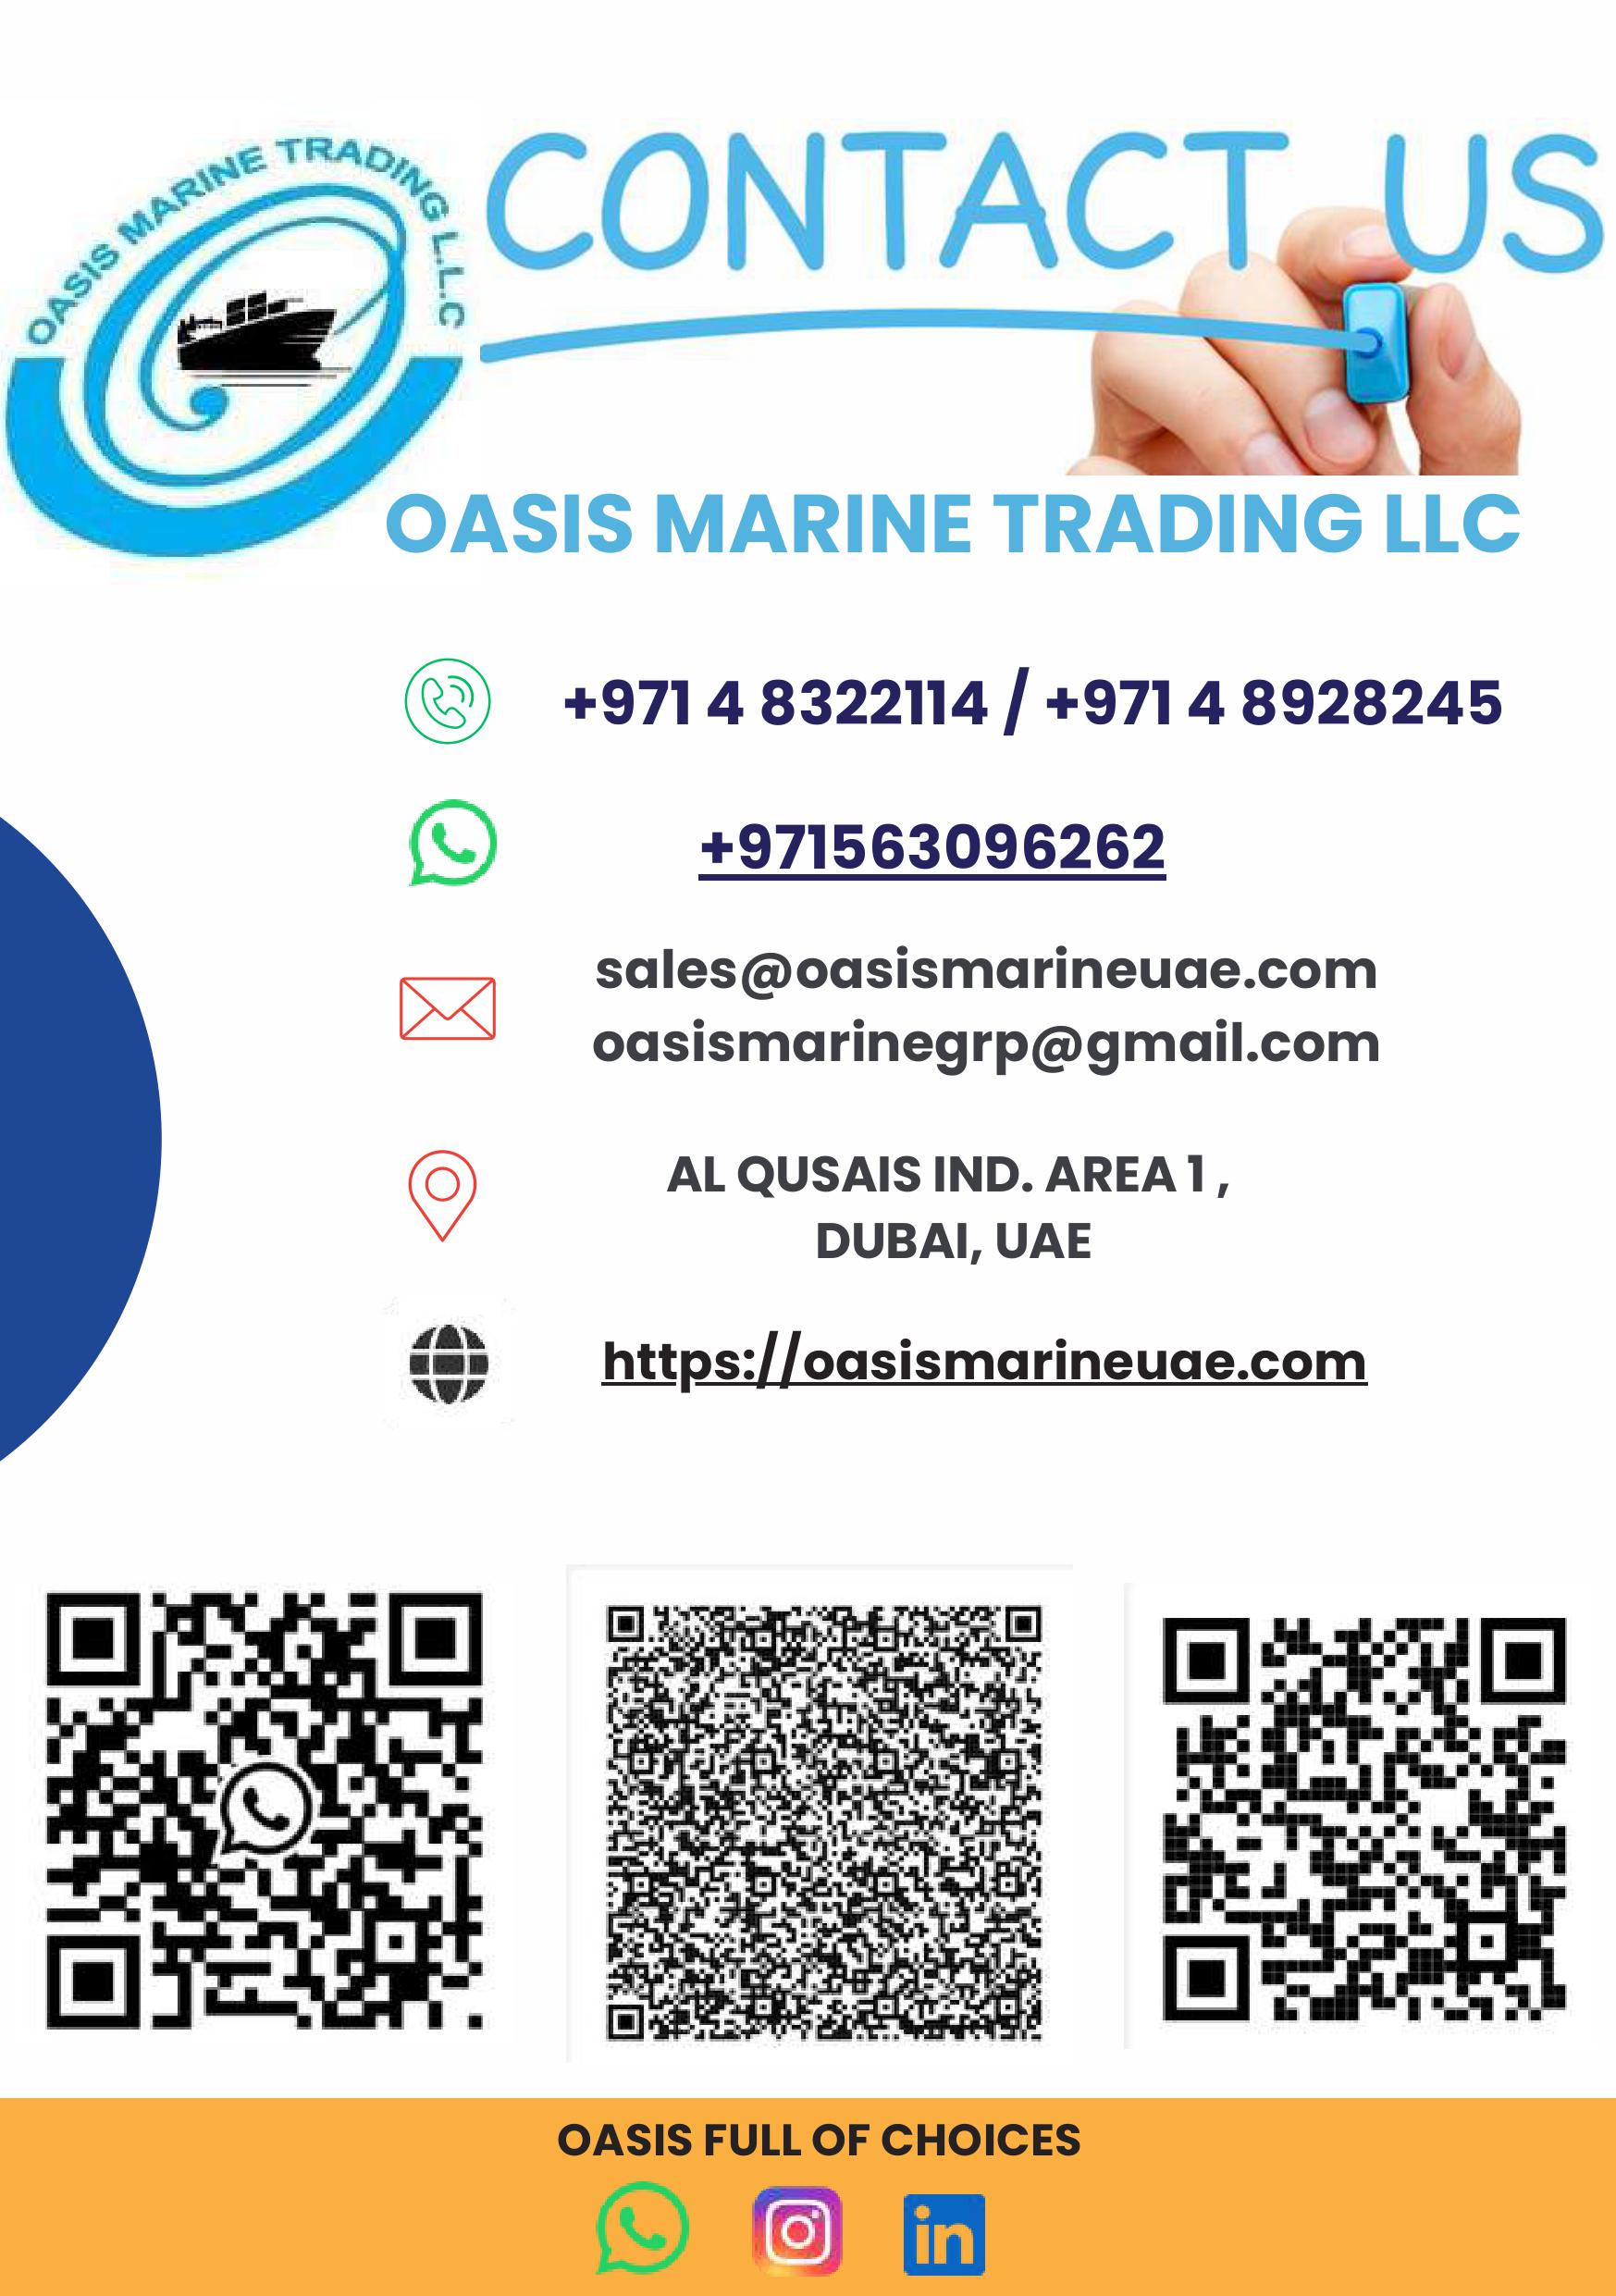 OASIS MARINE TRADING L.L.C
CONTACT US
OASIS MARINE TRADING LLC
+971 4 8322114 / +971 4 8928245
+971563096262
sales@oasismarineuae.com
oasismarinegrp@gmail.com
AL QUSAIS IND. AREA 1 ,
DUBAI, UAE
https://oasismarineuae.com
OASIS FULL OF CHOICES
in